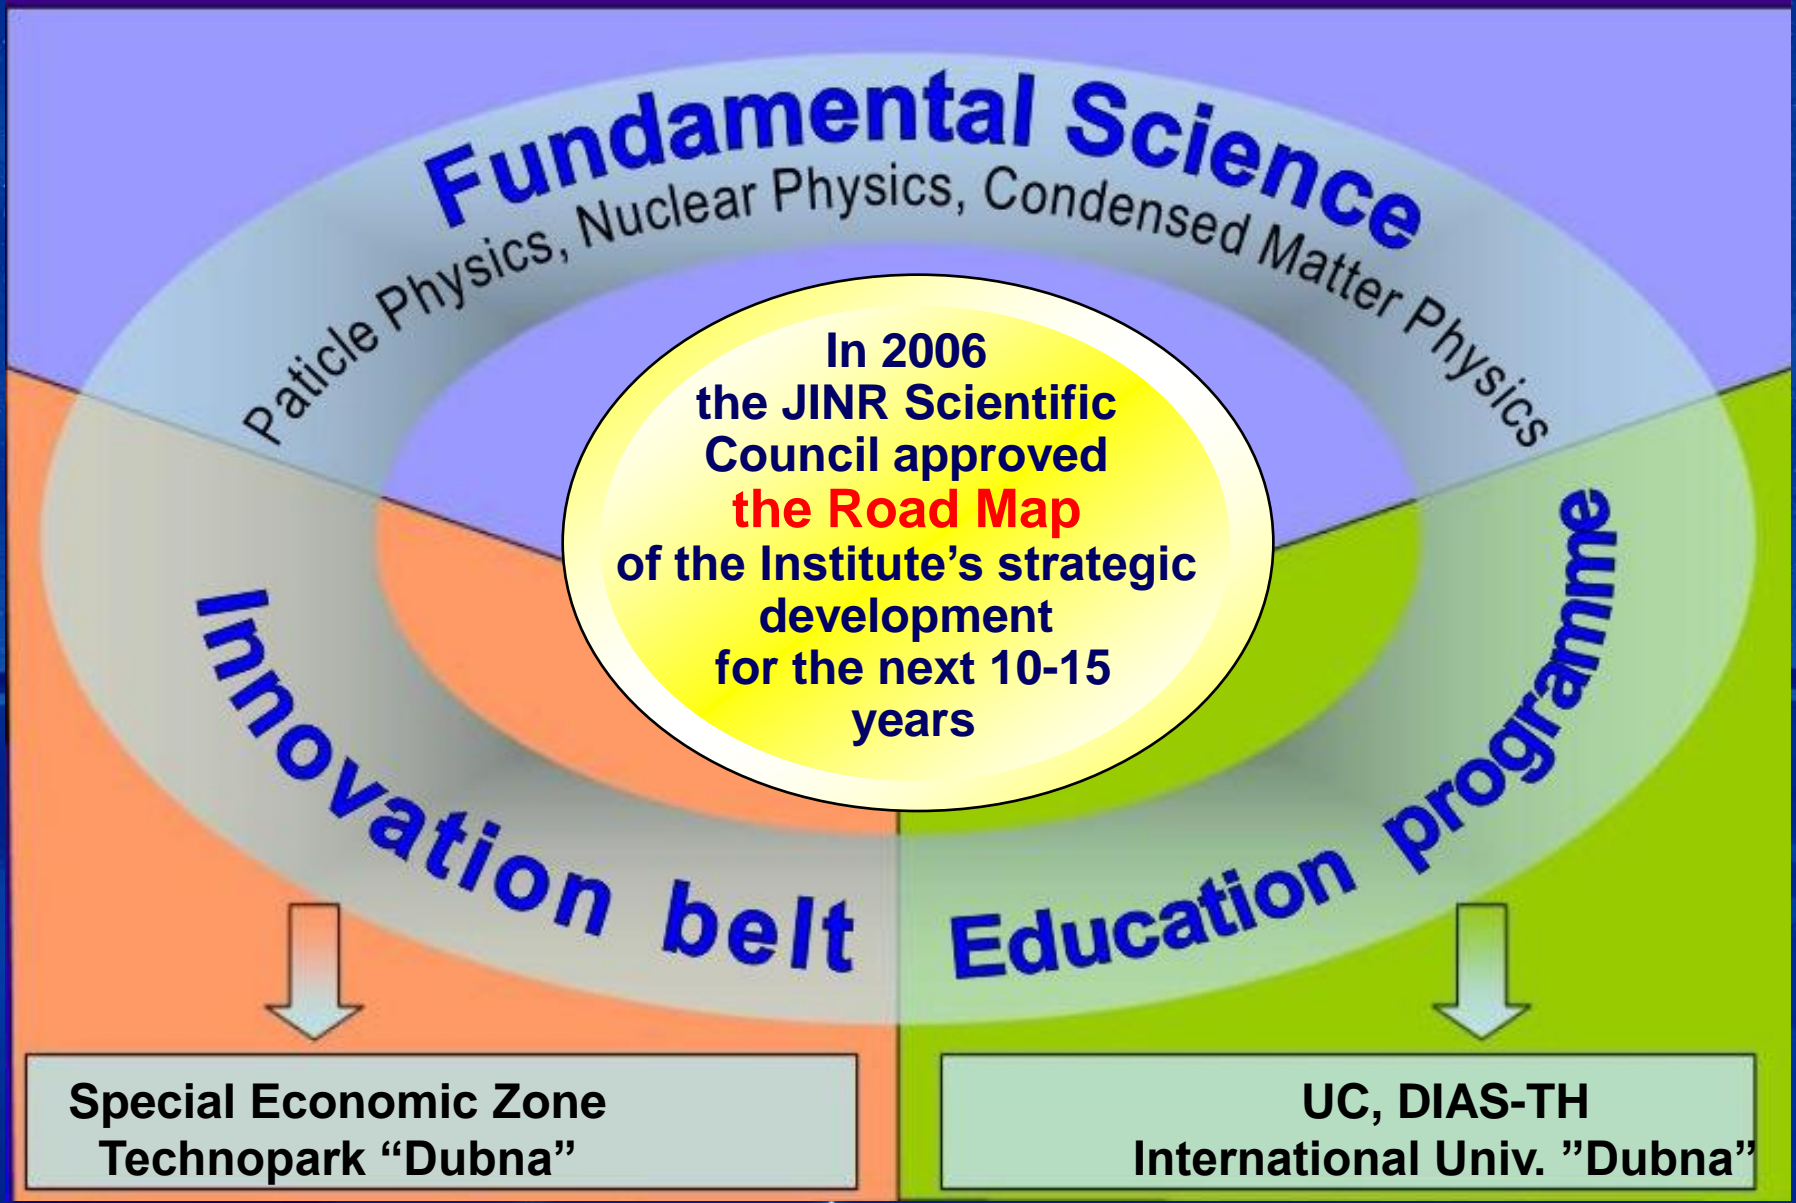 Fundamental Science
Paticle Physics, Nuclear Physics, Condensed Matter Physics
In 2006
the JINR Scientific
Council approved
the Road Map
of the Institute’s strategic
development
for the next 10-15
years
Innovation belt
Education programme
Special Economic Zone
Technopark “Dubna”
UC, DIAS-TH
International Univ. ”Dubna”